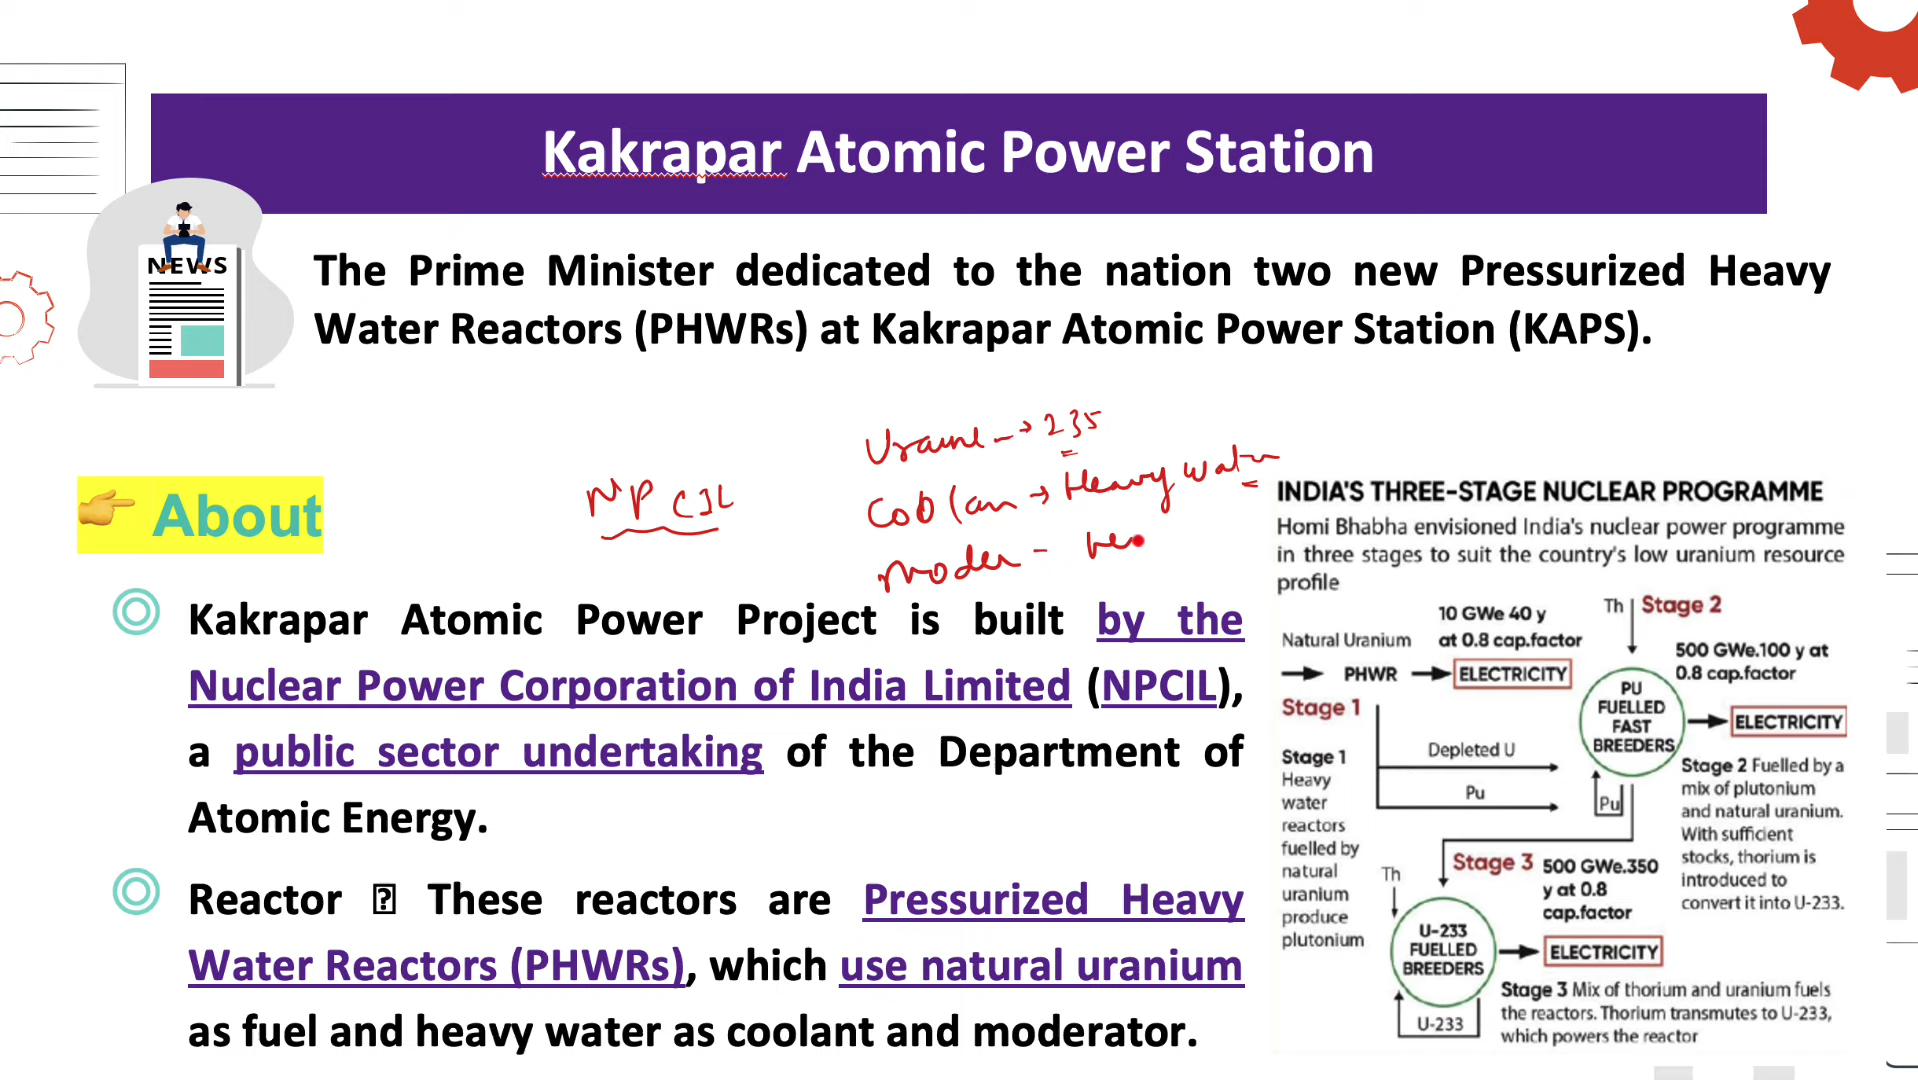 Kakrapar Atomic Power Station
NEWS
The Prime Minister dedicated to the nation two new Pressurized Heavy
Water Reactors (PHWRs) at Kakrapar Atomic Power Station (KAPS).
→ 235
→ Heavy water
NPCIL
👉 About
Kakrapar Atomic Power Project is built by the
Nuclear Power Corporation of India Limited (NPCIL),
a public sector undertaking of the Department of
Atomic Energy.
Reactor These reactors are Pressurized Heavy
Water Reactors (PHWRs), which use natural uranium
as fuel and heavy water as coolant and moderator.
INDIA'S THREE-STAGE NUCLEAR PROGRAMME
Homi Bhabha envisioned India's nuclear power programme
in three stages to suit the country's low uranium resource
profile
Natural Uranium
PHWR
10 GWe 40 y
at 0.8 cap.factor
ELECTRICITY
Stage 1
Depleted U
Pu
Stage 1
Heavy
water
reactors
fuelled by
natural
uranium
produce
plutonium
Th
Stage 2
500 GWe.100 y at
0.8 cap.factor
PU
FUELLED
FAST
BREEDERS
ELECTRICITY
Pu
Stage 2 Fuelled by a
mix of plutonium
and natural uranium.
With sufficient
stocks, thorium is
introduced to
convert it into U-233.
Th
Stage 3
500 GWe.350
y at 0.8
cap.factor
U-233
FUELLED
BREEDERS
ELECTRICITY
U-233
Stage 3 Mix of thorium and uranium fuels
the reactors. Thorium transmutes to U-233,
which powers the reactor